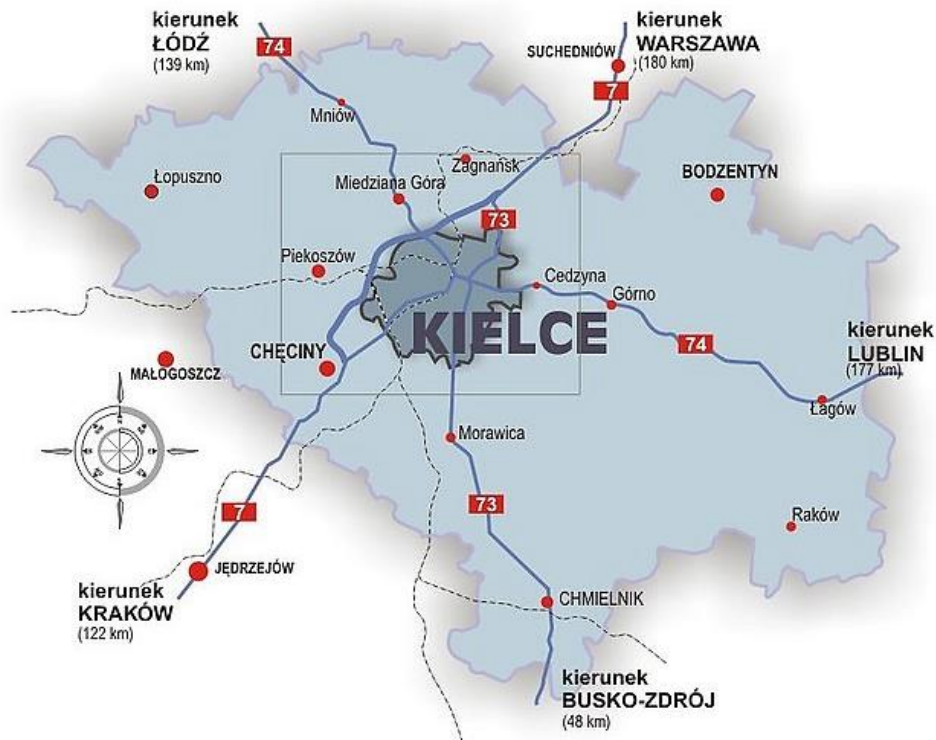 kierunek
ŁÓDŹ
(139 km)
74
kierunek
WARSZAWA
(180 km)
SUCHEDNIÓW
7
Mniów
Zagnańsk
Łopuszno
Miedziana Góra
BODZENTYN
73
Piekoszów
Cedzyna
Górno
KIELCE
kierunek
LUBLIN
(177 km)
74
CHĘCINY
MAŁOGOSZCZ
Łagów
Morawica
73
7
Raków
JĘDRZEJÓW
kierunek
KRAKÓW
(122 km)
CHMIELNIK
kierunek
BUSKO-ZDRÓJ
(48 km)